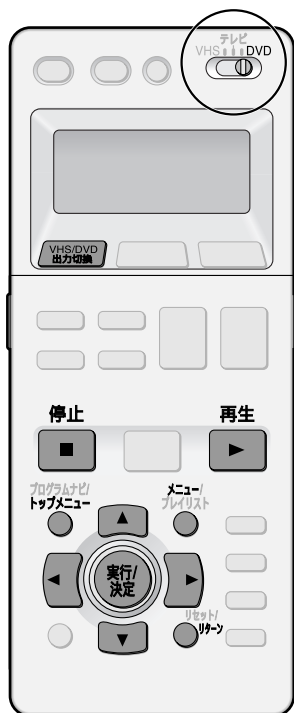 テレビ
VHS DVD
VHS/DVD
出力切換
停止 再生
プログラムナビ/
トップメニュー
メニュー/
プレイリスト
実行/
決定
リセット/
リターン